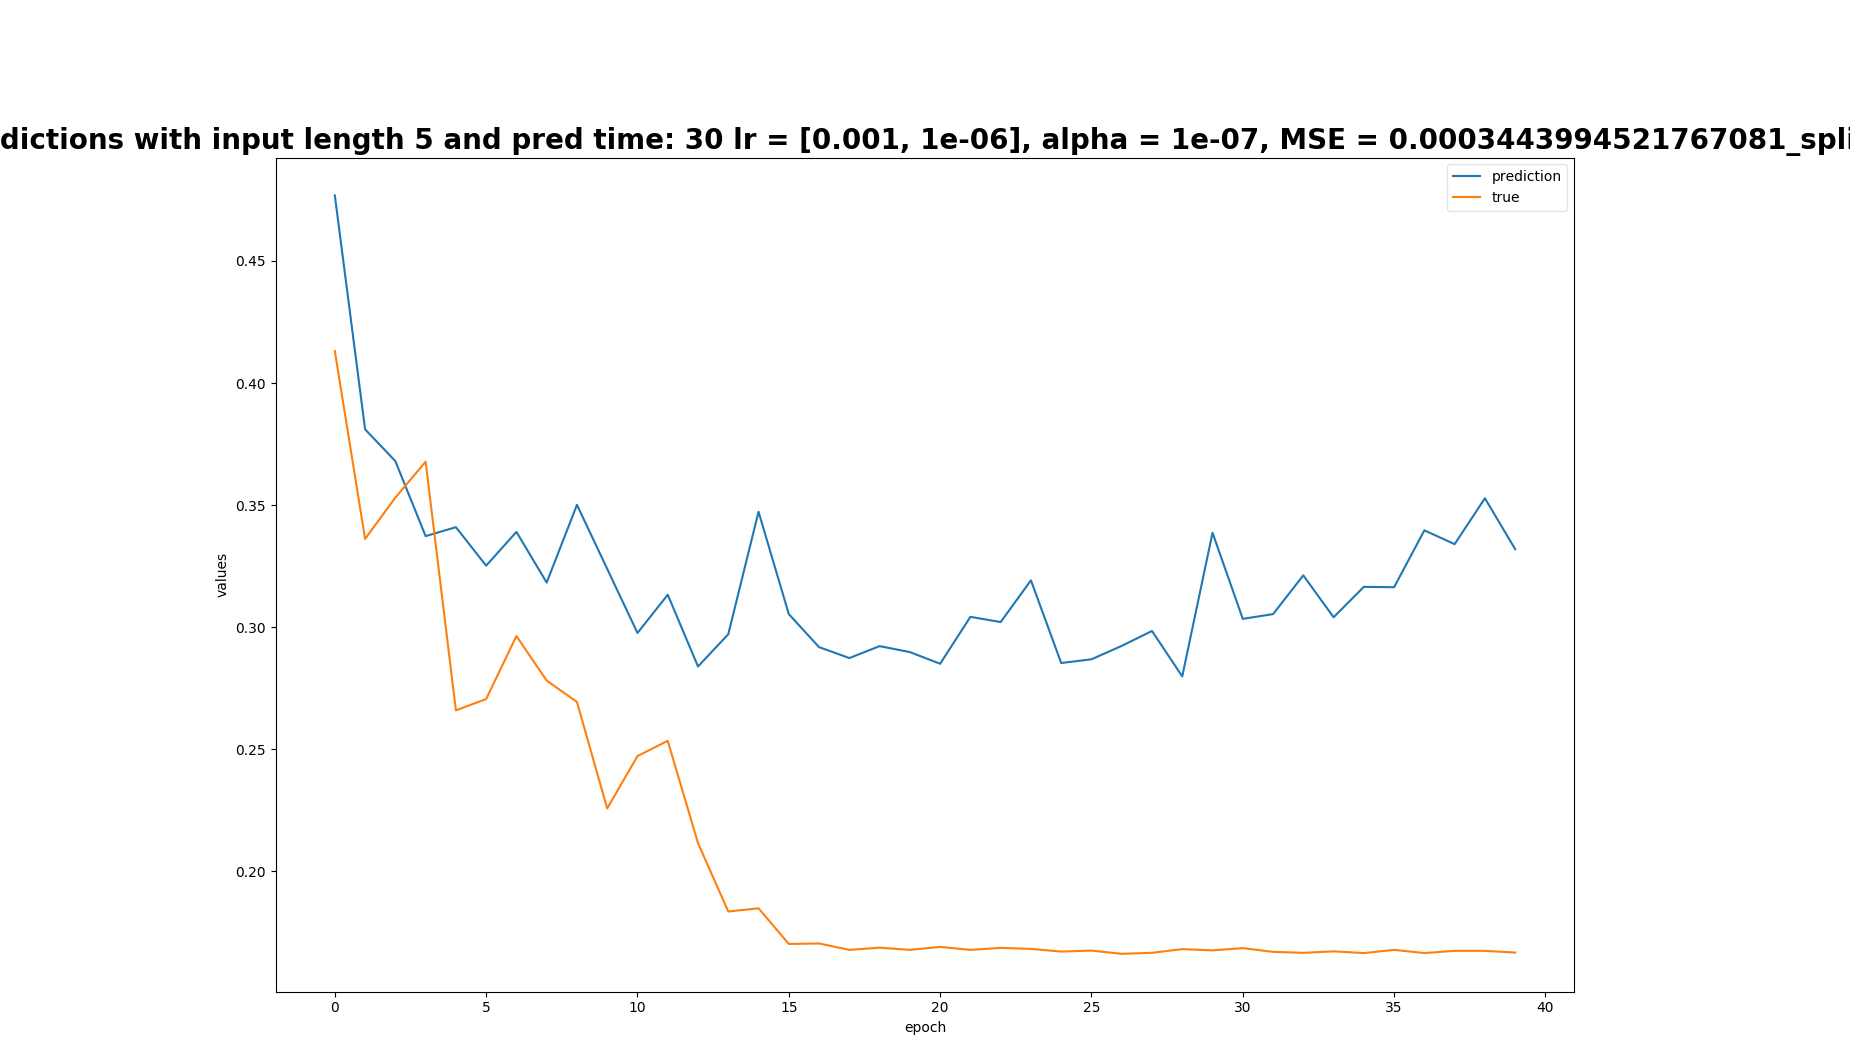 dictions with input length 5 and pred time: 30 lr = [0.001, 1e-06], alpha = 1e-07, MSE = 0.0003443994521767081_spli
prediction
true
values
0.45
0.40
0.35
0.30
0.25
0.20
0 5 10 15 20 25 30 35 40
epoch